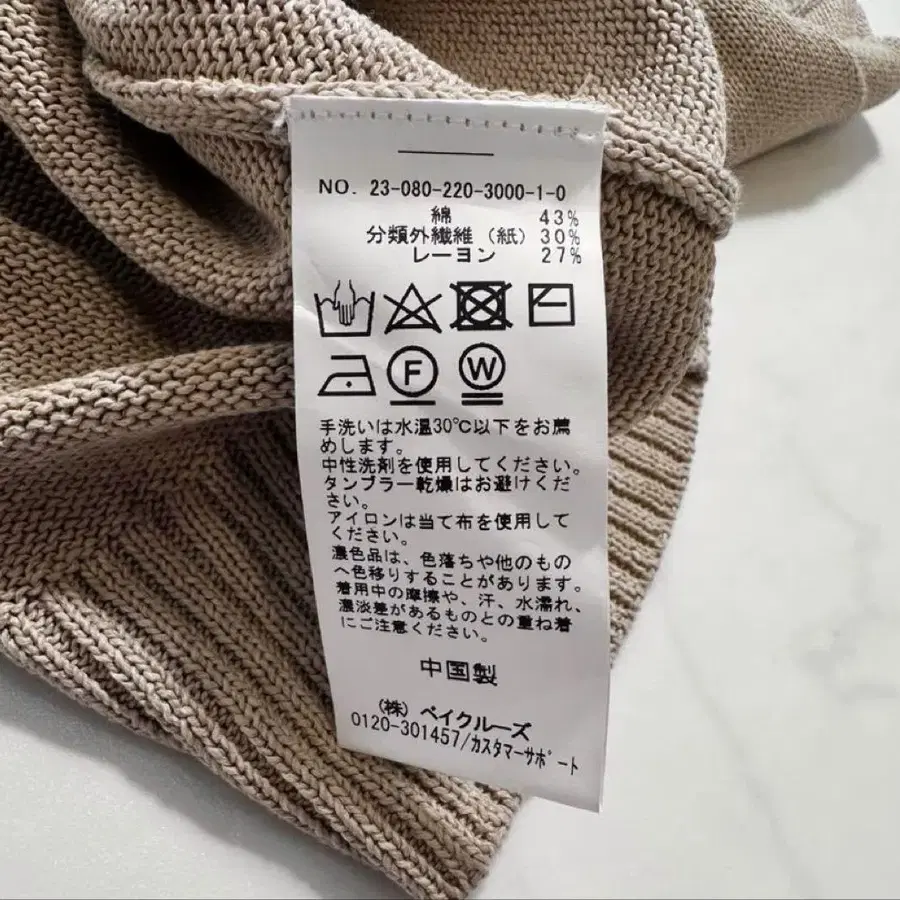 NO. 23-080-220-3000-1-0
綿 43%
分類外繊維（紙）30%
レーヨン 27%
F
W
手洗いは水温30℃以下をお薦
めします。
中性洗剤を使用してください。
タンブラー乾燥はお避けくだ
さい。
アイロンは当て布を使用して
ください。
濃色品は、色落ちや他のもの
へ色移りすることがあります。
着用中の摩擦や、汗、水濡れ、
濃淡差があるものとの重ね着
にご注意ください。
中国製
（株）ベイクルーズ
0120-301457/カスタマーサポート